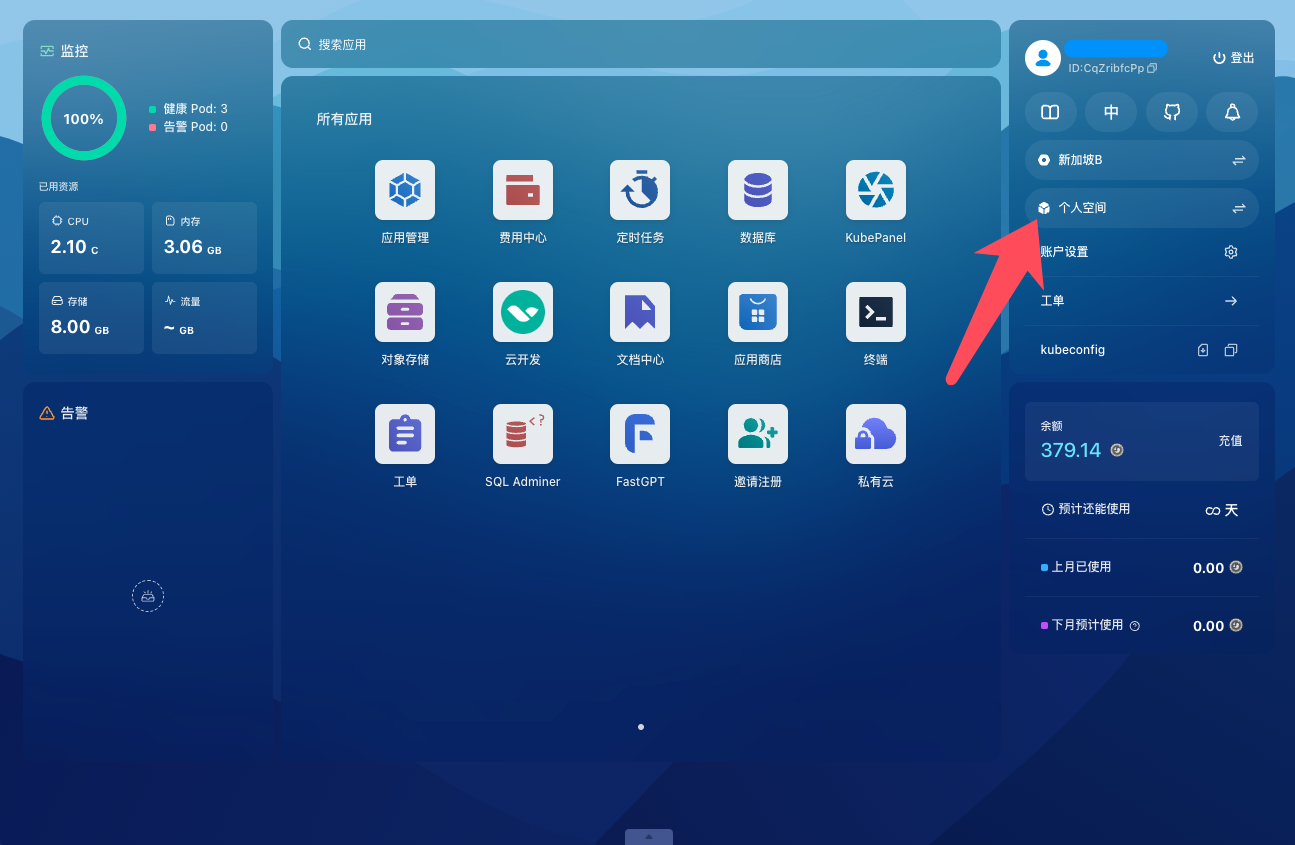 监控
100%
健康 Pod: 3
告警 Pod: 0
已用资源
CPU
2.10 C
内存
3.06 GB
存储
8.00 GB
流量
~ GB
告警
搜索应用
所有应用
应用管理
费用中心
定时任务
数据库
KubePanel
对象存储
云开发
文档中心
应用商店
终端
工单
SQL Adminer
FastGPT
邀请注册
私有云
ID:CqZribfcPp
登出
中
新加坡B
个人空间
账户设置
工单
kubeconfig
余额
379.14
充值
预计还能使用
∞ 天
上月已使用
0.00
下月预计使用
0.00